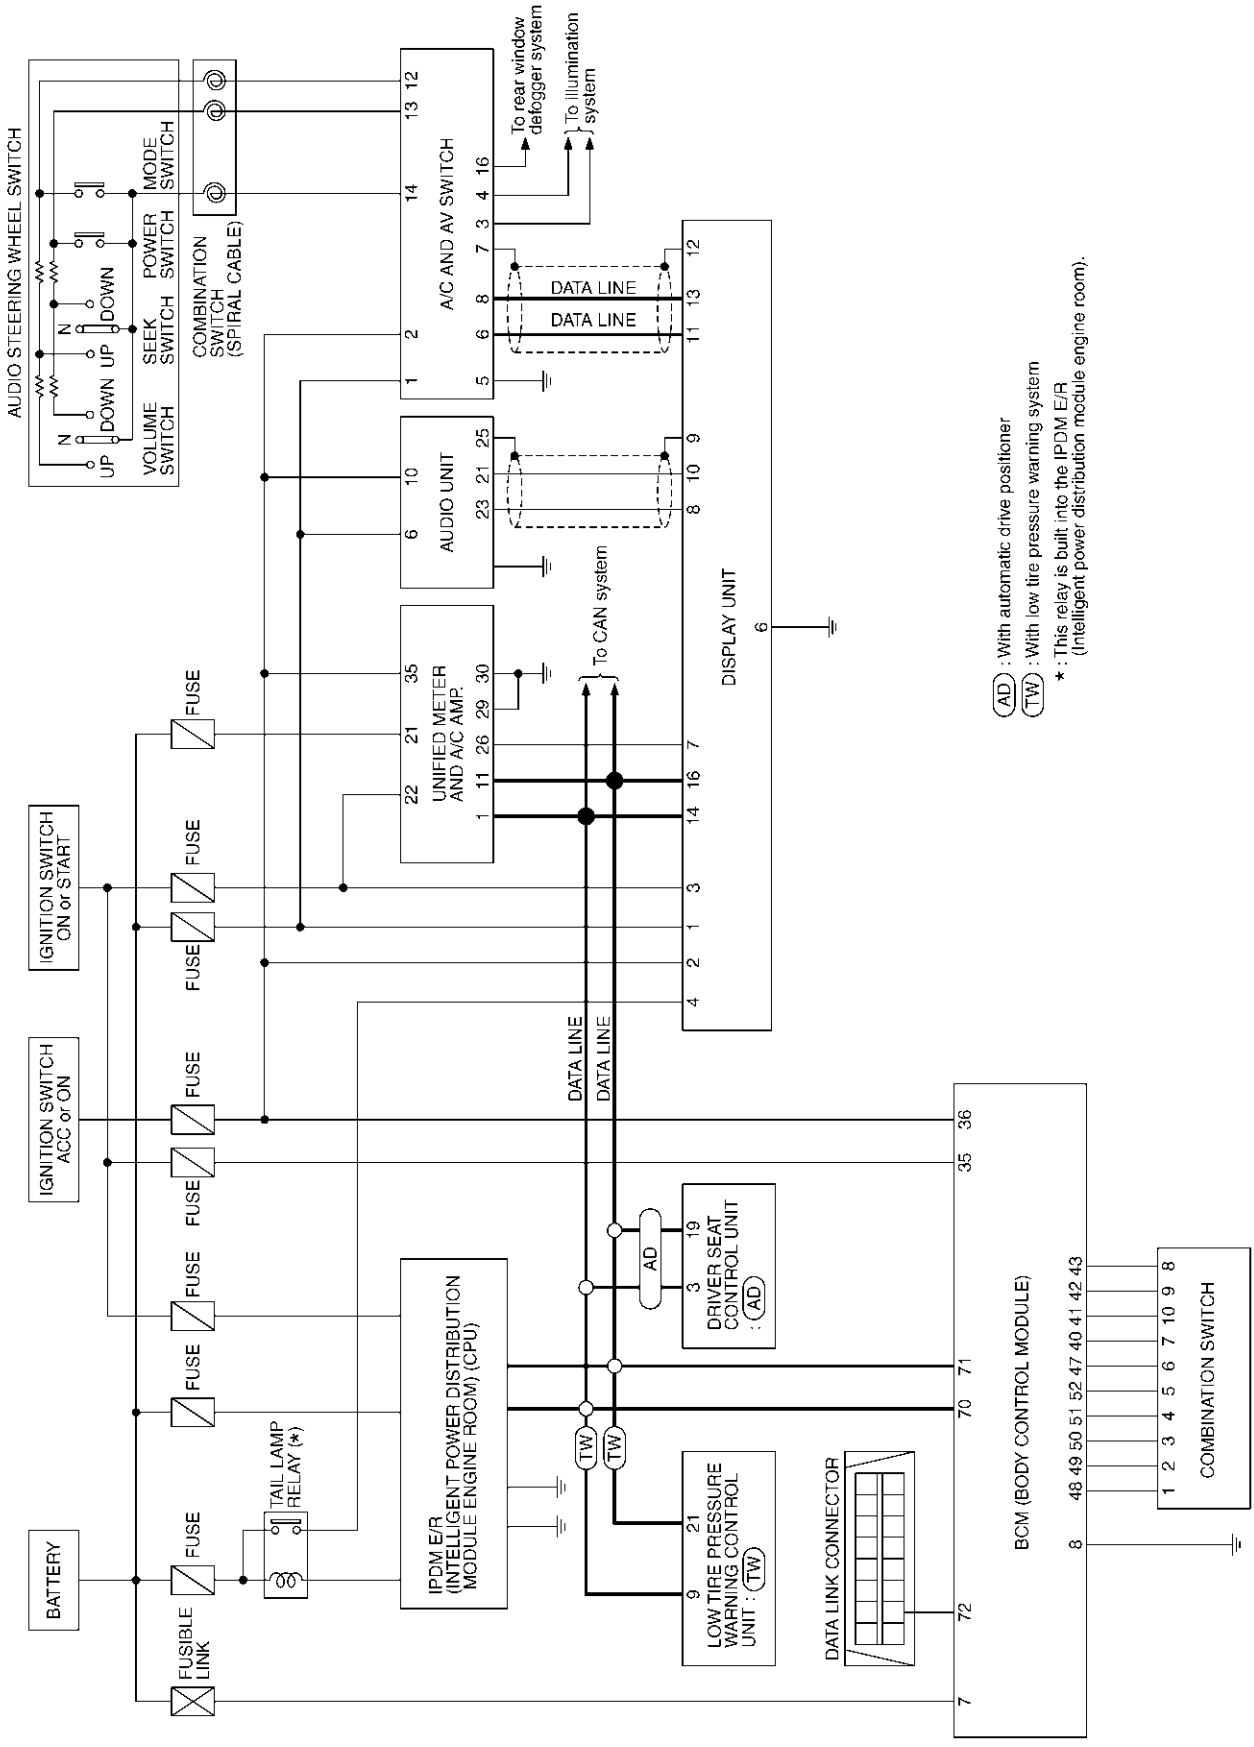 BATTERY
IGNITION SWITCH
ACC or ON
IGNITION SWITCH
ON or START
AUDIO STEERING WHEEL SWITCH
UP
N
DOWN
UP
N
DOWN
VOLUME
SWITCH
SEEK
SWITCH
POWER
SWITCH
MODE
SWITCH
FUSIBLE
LINK
FUSE
FUSE
FUSE
FUSE
FUSE
FUSE
FUSE
FUSE
COMBINATION
SWITCH
(SPIRAL CABLE)
TAIL LAMP
RELAY (*)
IPDM E/R
(INTELLIGENT POWER DISTRIBUTION
MODULE ENGINE ROOM) (CPU)
22 21 35
UNIFIED METER
AND A/C AMP.
1 11 26 29 30
6 10
AUDIO UNIT
23 21 25
1 2 14 13 12
A/C AND AV SWITCH
5 6 8 7 3 4 16
To rear window
defogger system
To illumination
system
To CAN system
DATA LINE
DATA LINE
DATA LINE
DATA LINE
TW
TW
AD
9 21
LOW TIRE PRESSURE
WARNING CONTROL
UNIT : TW
3 19
DRIVER SEAT
CONTROL UNIT
: AD
4 2 1 3 14 16 7 8 10 9 11 13 12
DISPLAY UNIT
6
DATA LINK CONNECTOR
7 72 70 71 35 36
BCM (BODY CONTROL MODULE)
8 48 49 50 51 52 47 40 41 42 43
1 2 3 4 5 6 7 10 9 8
COMBINATION SWITCH
AD : With automatic drive positioner
TW : With low tire pressure warning system
* : This relay is built into the IPDM E/R
(Intelligent power distribution module engine room).